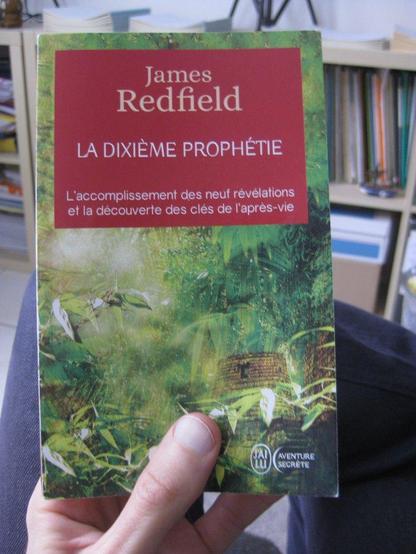 James
Redfield
LA DIXIÈME PROPHÉTIE
L'accomplissement des neuf révélations
et la découverte des clés de l'après-vie
J'AI
LU
AVENTURE
SECRÈTE